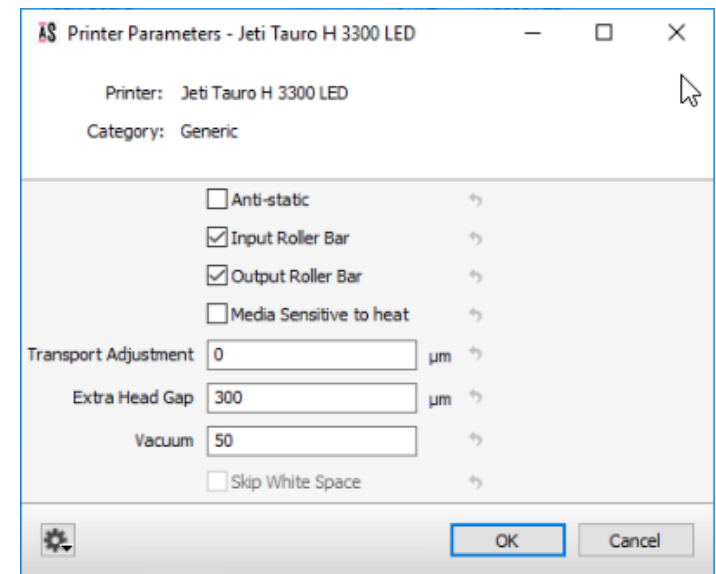 AS Printer Parameters - Jeti Tauro H 3300 LED
Printer: Jeti Tauro H 3300 LED
Category: Generic
Anti-static
Input Roller Bar
Output Roller Bar
Media Sensitive to heat
Transport Adjustment 0 µm
Extra Head Gap 300 µm
Vacuum 50
Skip White Space
OK Cancel